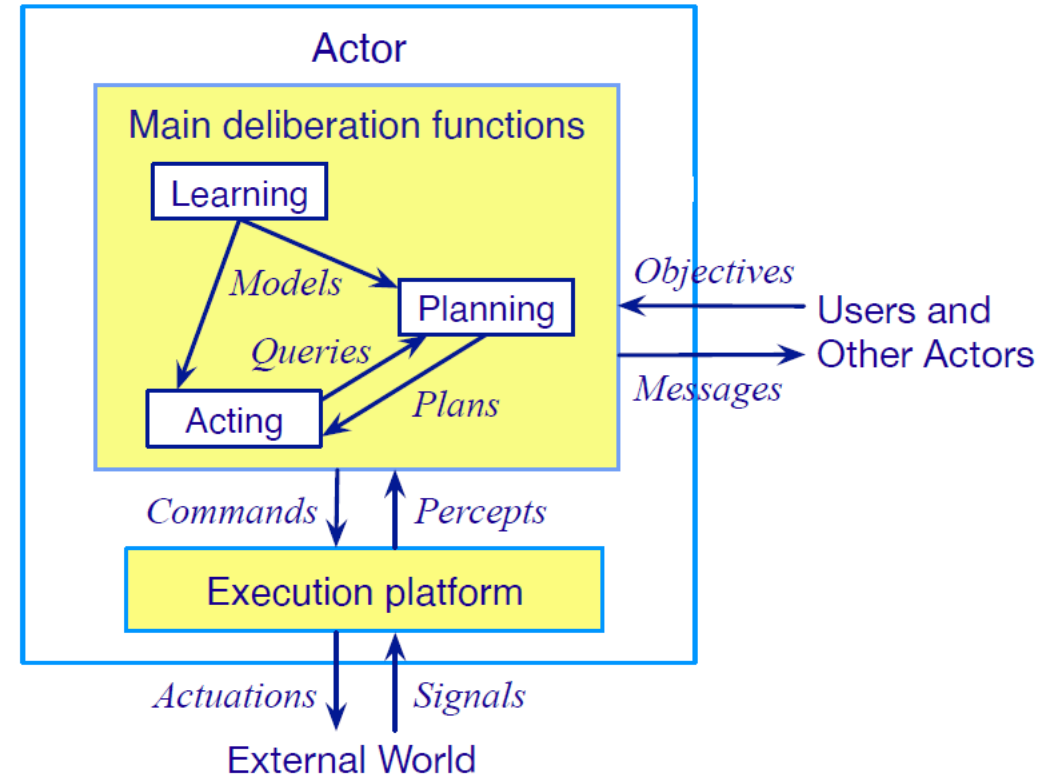 Actor
Main deliberation functions
Learning
Models
Planning
Queries
Plans
Acting
Objectives
Users and
Other Actors
Messages
Commands
Percepts
Execution platform
Actuations
Signals
External World